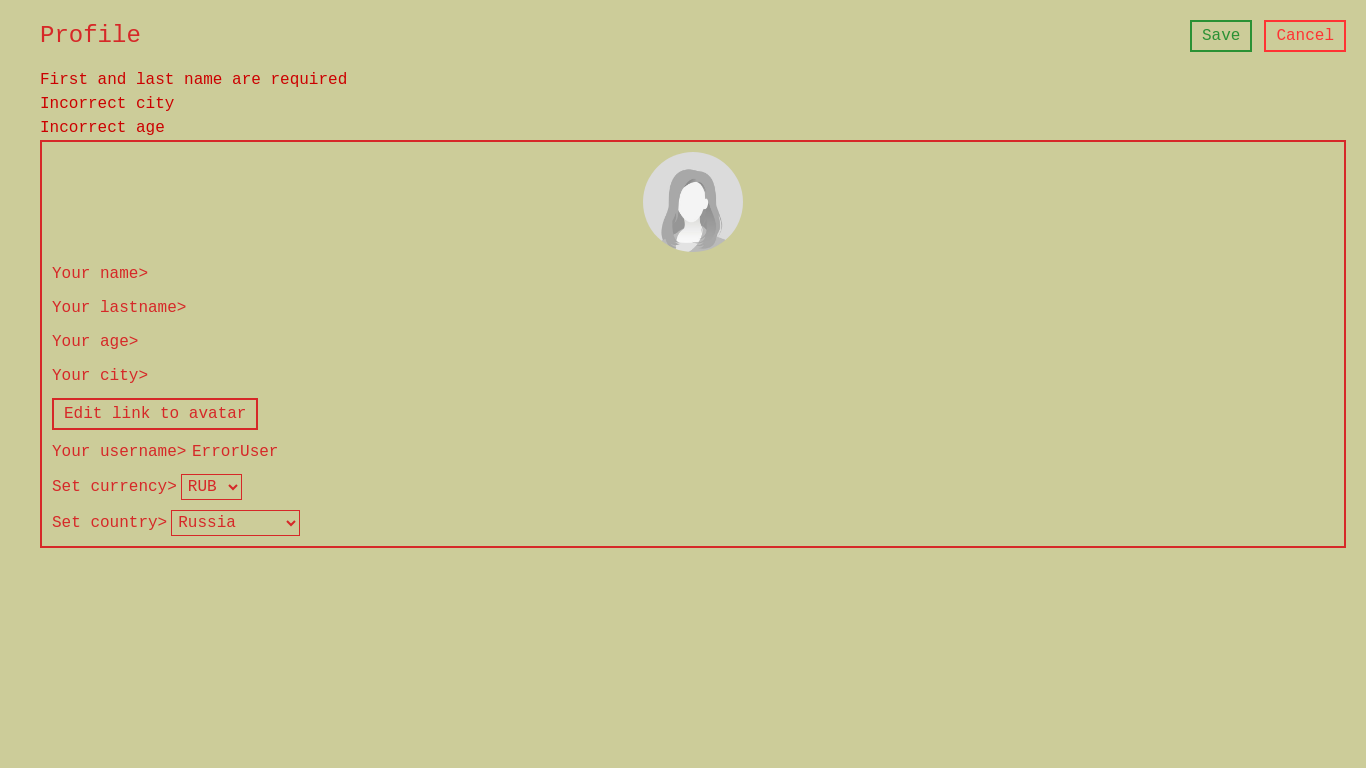 Profile
Save
Cancel
First and last name are required
Incorrect city
Incorrect age
Your name>
Your lastname>
Your age>
Your city>
Edit link to avatar
Your username> ErrorUser
Set currency> RUB
Set country> Russia